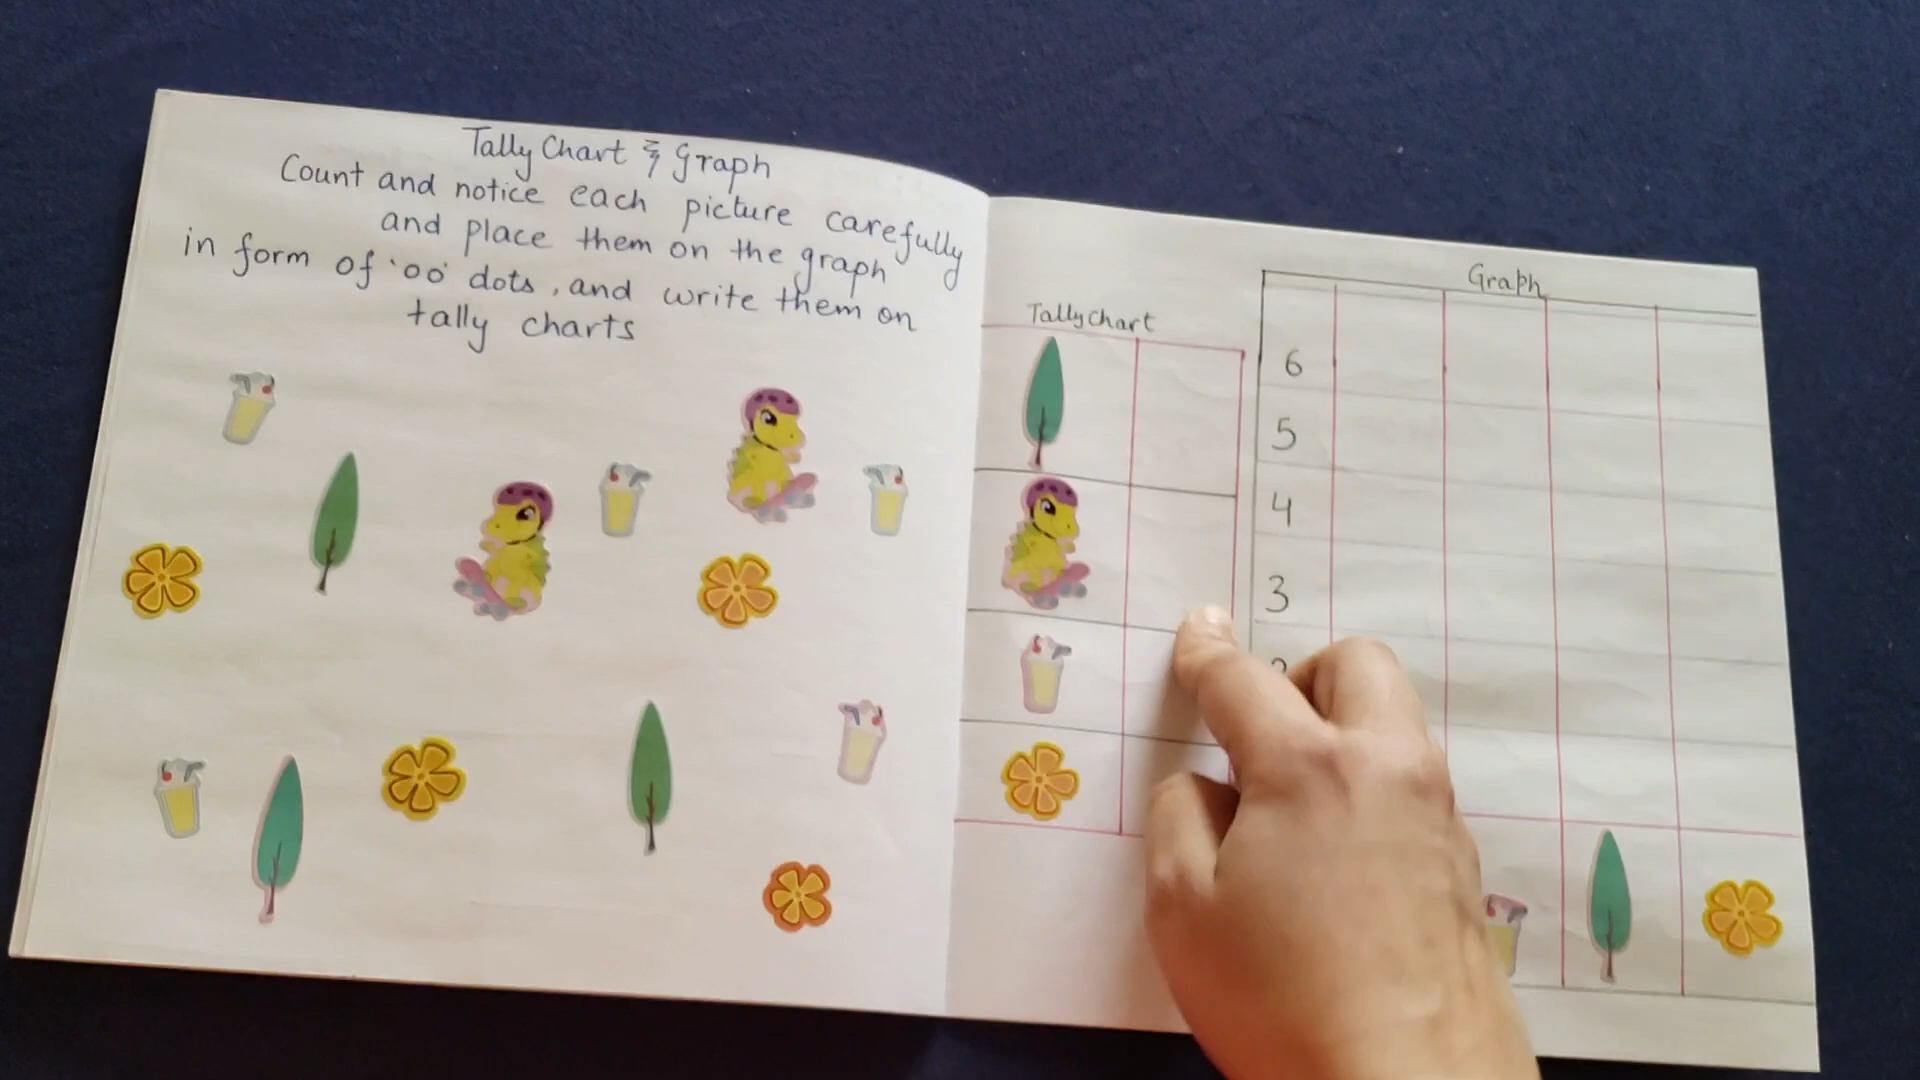 Tally Chart & Graph
Count and notice each picture carefully
and place them on the graph
in form of 'oo' dots, and write them on
tally charts
Tally chart
Graph
6
5
4
3